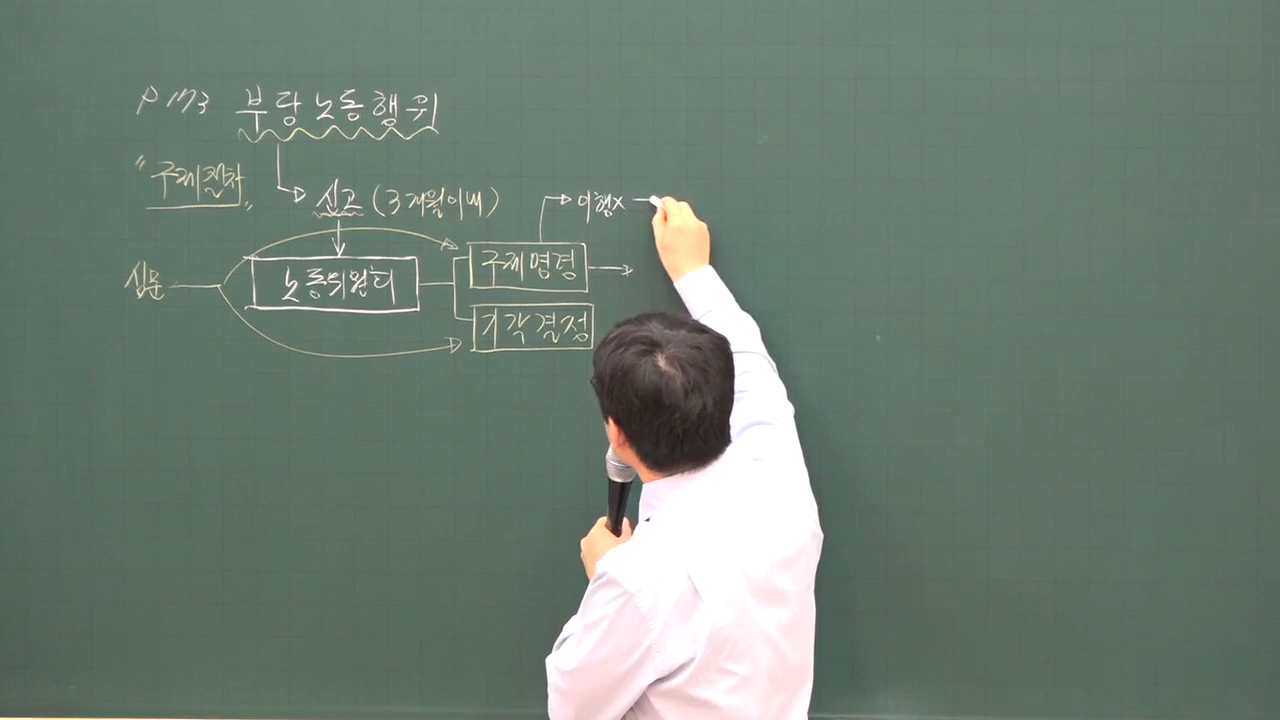 P 173 부당노동행위
"구제절차"
신고 (3개월이내)
이행X
심문
노동위원회
구제명령
기각결정